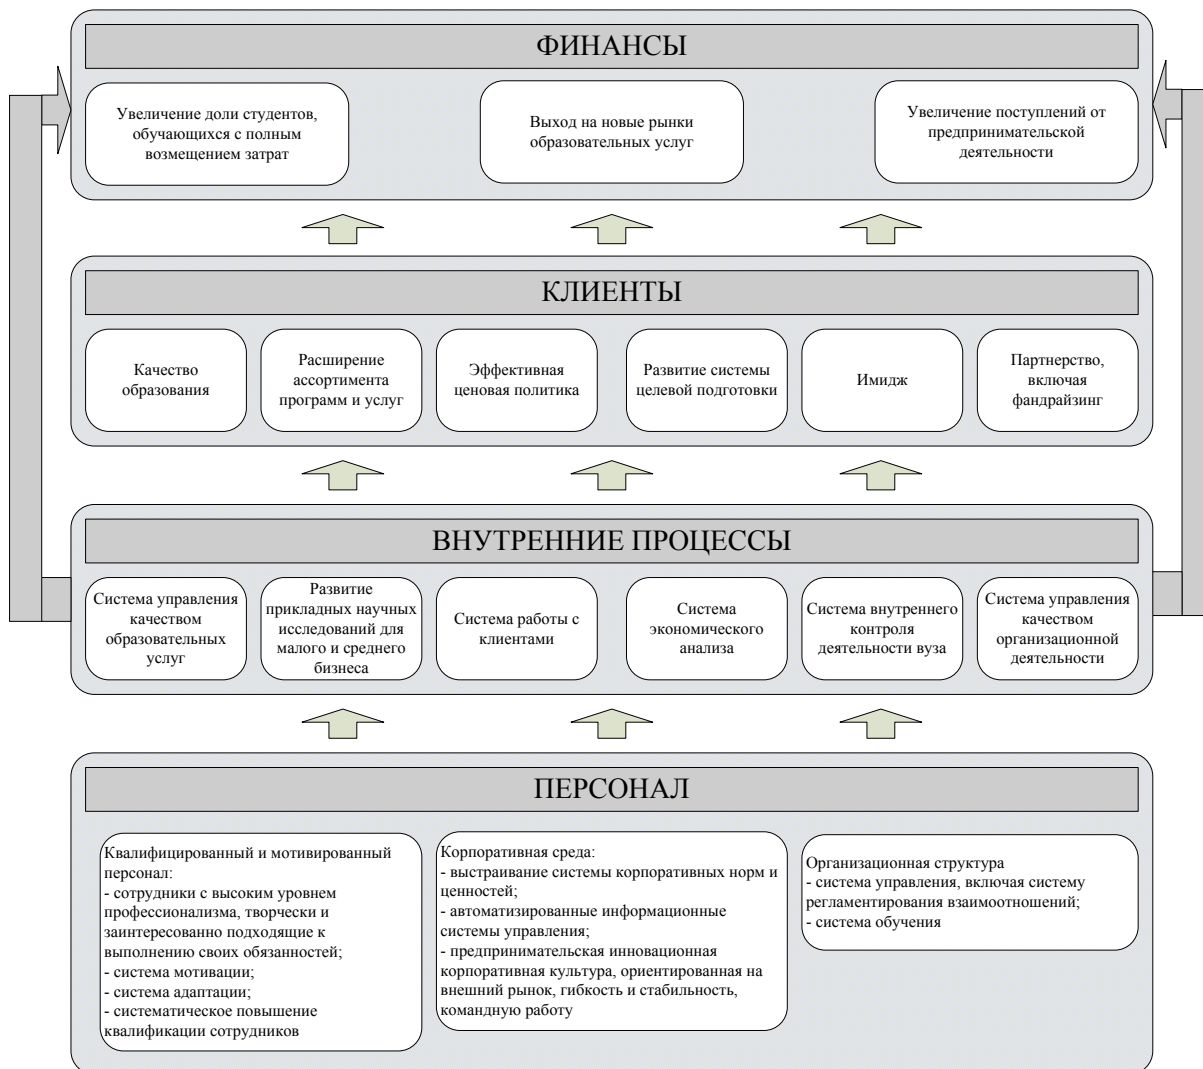 ФИНАНСЫ
Увеличение доли студентов,
обучающихся с полным
возмещением затрат
Выход на новые рынки
образовательных услуг
Увеличение поступлений от
предпринимательской
деятельности
КЛИЕНТЫ
Качество
образования
Расширение
ассортимента
программ и услуг
Эффективная
ценовая политика
Развитие системы
целевой подготовки
Имидж
Партнерство,
включая
фандрайзинг
ВНУТРЕННИЕ ПРОЦЕССЫ
Система управления
качеством
образовательных
услуг
Развитие
прикладных научных
исследований для
малого и среднего
бизнеса
Система работы с
клиентами
Система
экономического
анализа
Система внутреннего
контроля
деятельности вуза
Система управления
качеством
организационной
деятельности
ПЕРСОНАЛ
Квалифицированный и мотивированный
персонал:
- сотрудники с высоким уровнем
профессионализма, творчески и
заинтересованно подходящие к
выполнению своих обязанностей;
- система мотивации;
- система адаптации;
- систематическое повышение
квалификации сотрудников
Корпоративная среда:
- выстраивание системы корпоративных норм и
ценностей;
- автоматизированные информационные
системы управления;
- предпринимательская инновационная
корпоративная культура, ориентированная на
внешний рынок, гибкость и стабильность,
командную работу
Организационная структура
- система управления, включая систему
регламентирования взаимоотношений;
- система обучения